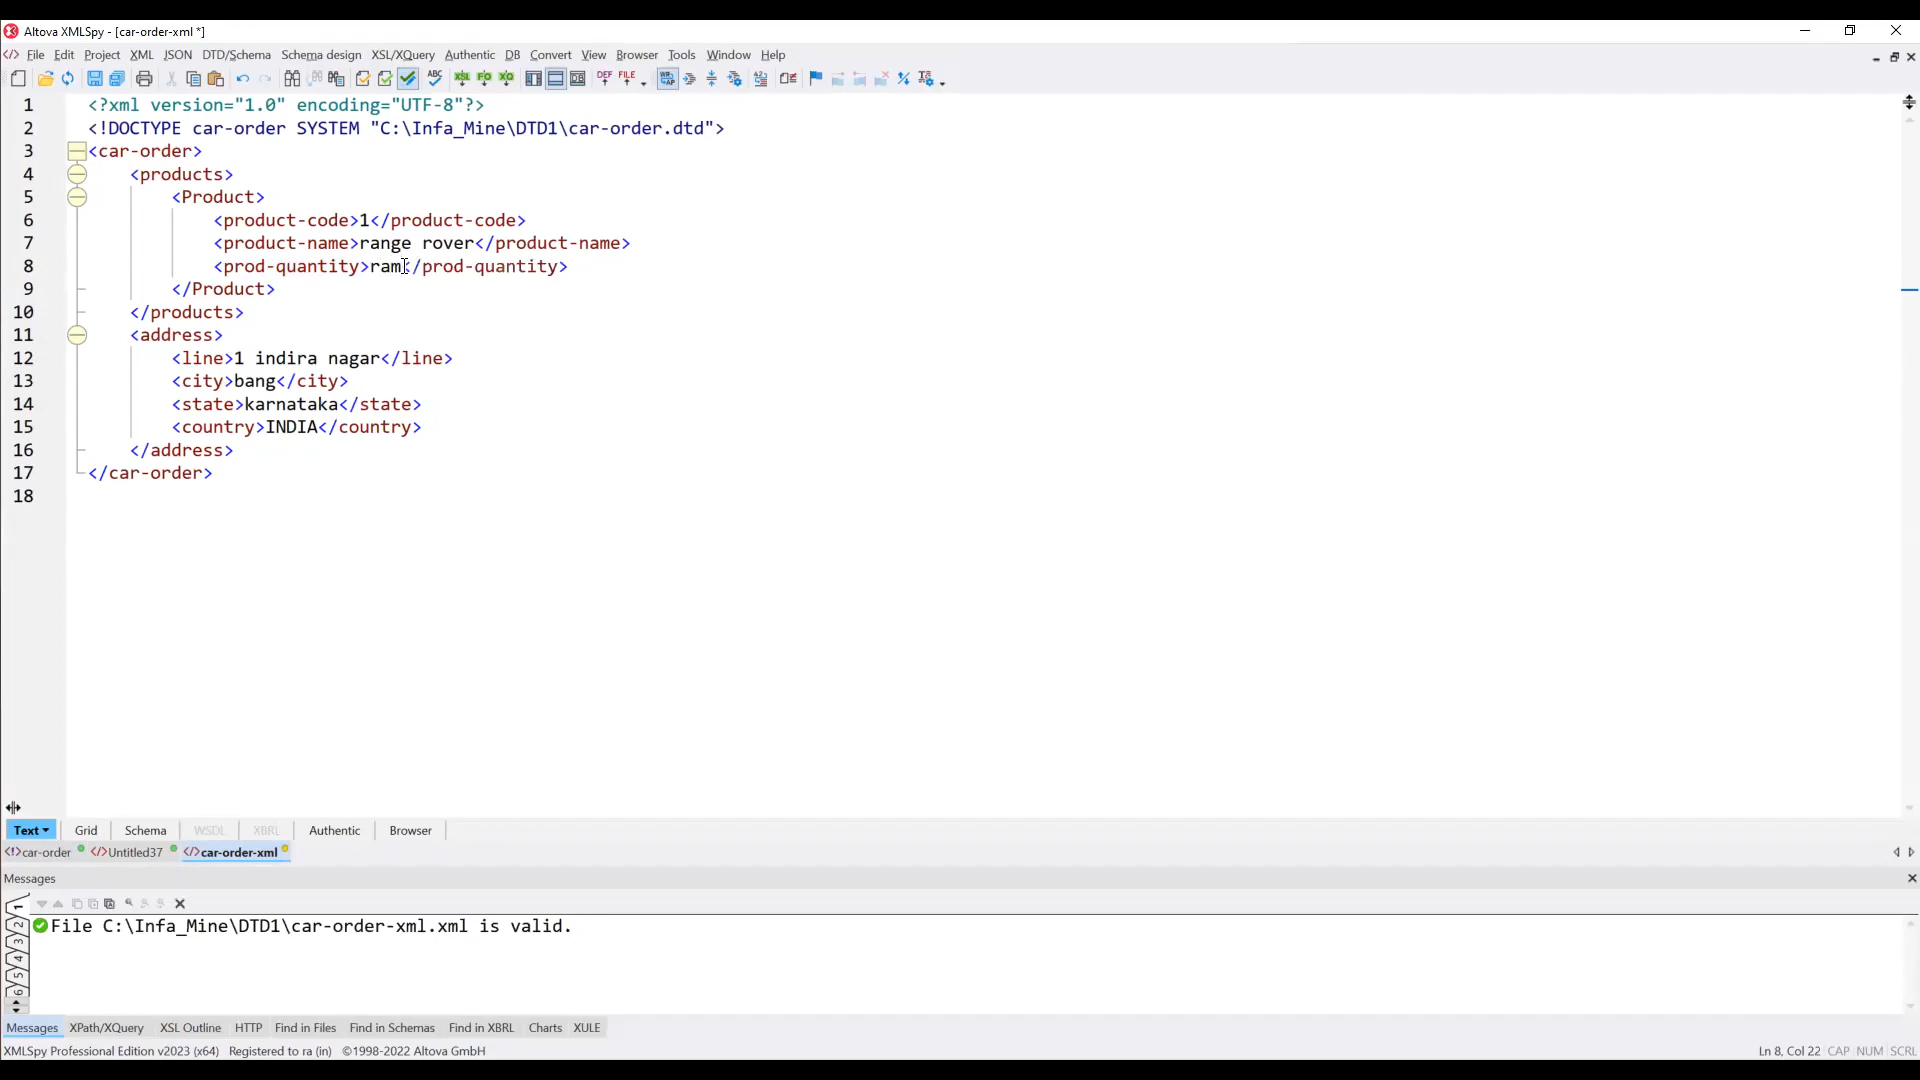 Altova XMLSpy - [car-order-xml *]
File Edit Project XML JSON DTD/Schema Schema design XSL/XQuery Authentic DB Convert View Browser Tools Window Help
1 <?xml version="1.0" encoding="UTF-8"?>
2 <!DOCTYPE car-order SYSTEM "C:\Infa_Mine\DTD1\car-order.dtd">
3 <car-order>
4 <products>
5 <Product>
6 <product-code>1</product-code>
7 <product-name>range rover</product-name>
8 <prod-quantity>ram</prod-quantity>
9 </Product>
10 </products>
11 <address>
12 <line>1 indira nagar</line>
13 <city>bang</city>
14 <state>karnataka</state>
15 <country>INDIA</country>
16 </address>
17 </car-order>
18
Text Grid Schema WSDL XBRL Authentic Browser
car-order Untitled37 car-order-xml
Messages
1 File C:\Infa_Mine\DTD1\car-order-xml.xml is valid.
2
3
4
5
6
Messages XPath/XQuery XSL Outline HTTP Find in Files Find in Schemas Find in XBRL Charts XULE
XMLSpy Professional Edition v2023 (x64) Registered to ra (in) ©1998-2022 Altova GmbH Ln 8, Col 22 CAP NUM SCRL